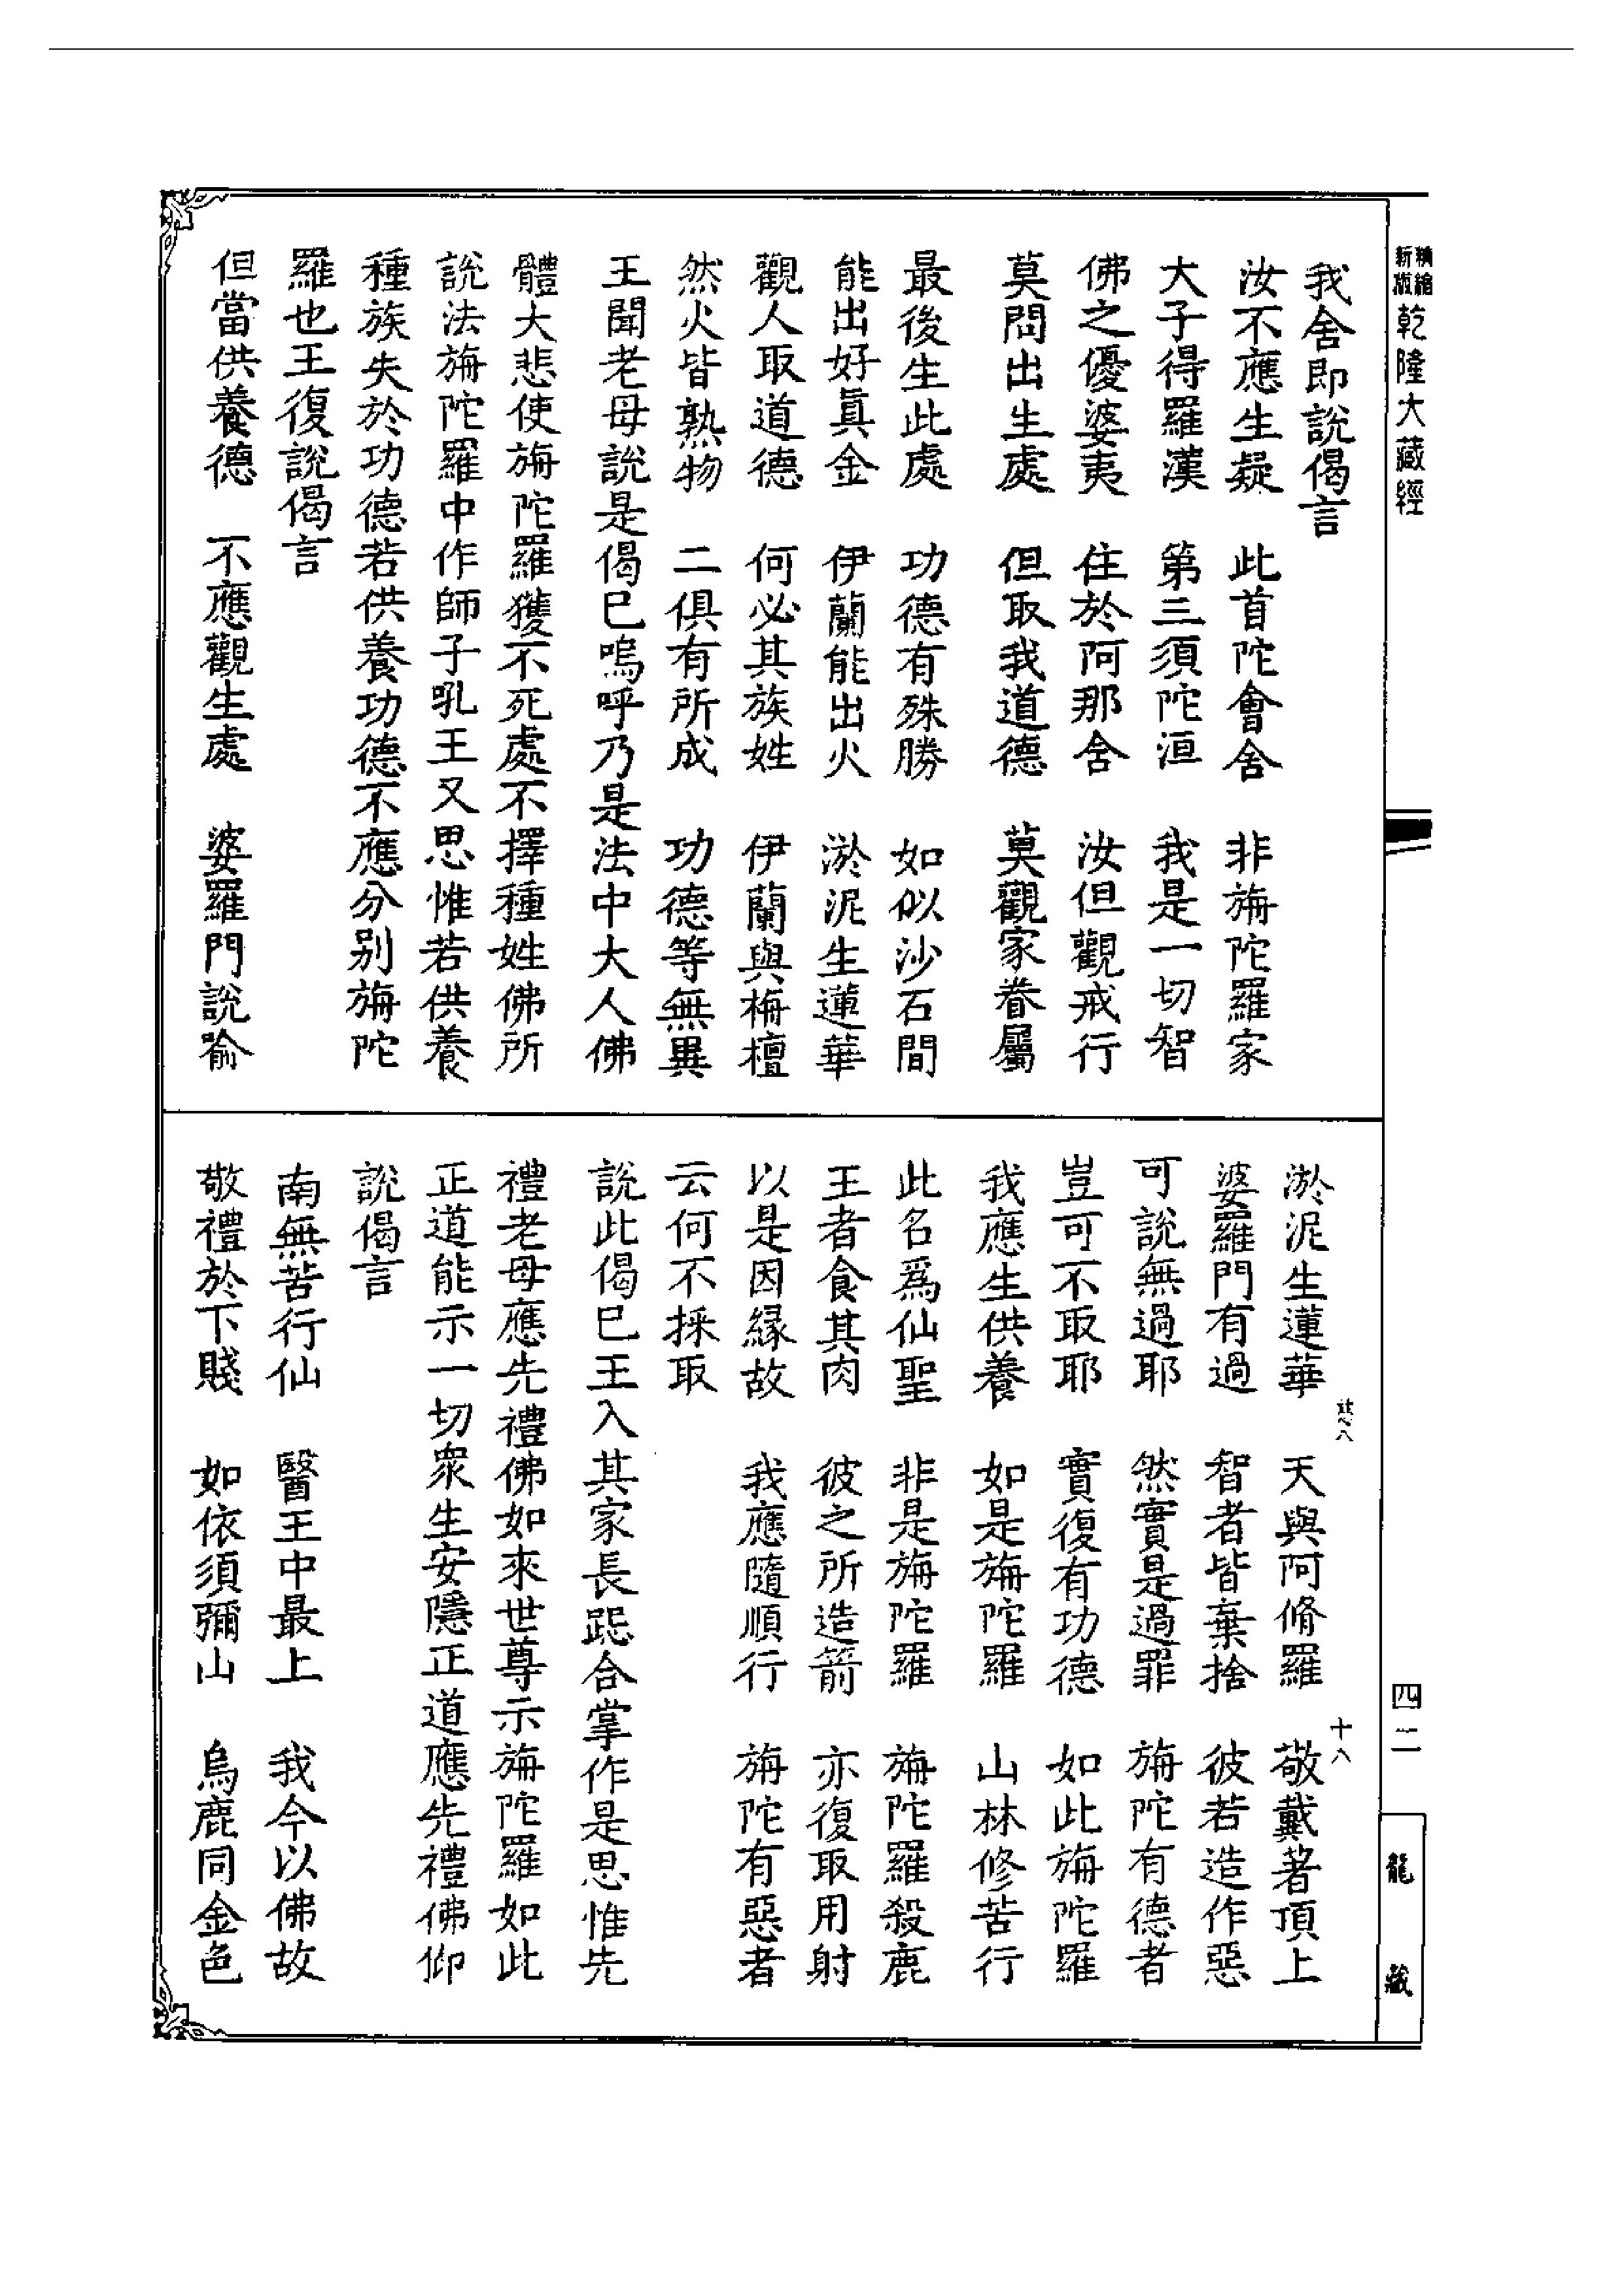 精縮新版乾隆大藏經
我舍即說偈言
汝不應生疑　此首陀會舍　非旃陀羅家
大子得羅漢　第三須陀洹　我是一切智
佛之優婆夷　住於阿那舍　汝但觀戒行
莫問出生處　但取我道德　莫觀家眷屬
最後生此處　功德有殊勝　如似沙石間
能出好真金　伊蘭能出火　淤泥生蓮華
觀人取道德　何必其族姓　伊蘭與栴檀
然火皆熟物　二俱有所成　功德等無異
王聞老母說是偈已嗚呼乃是法中大人佛
體大悲使旃陀羅獲不死處不擇種姓佛所
說法旃陀羅中作師子吼王又思惟若供養
種族失於功德若供養功德不應分別旃陀
羅也王復說偈言
但當供養德　不應觀生處　婆羅門說喻
淤泥生蓮華　天與阿脩羅　敬戴著頂上
婆羅門有過　智者皆棄捨　彼若造作惡
可說無過耶　然實是過罪　旃陀有德者
豈可不取耶　實復有功德　如此旃陀羅
我應生供養　如是旃陀羅　山林修苦行
此名為仙聖　非是旃陀羅　旃陀羅殺鹿
王者食其肉　彼之所造箭　亦復取用射
以是因緣故　我應隨順行　旃陀有惡者
云何不採取
說此偈已王入其家長跽合掌作是思惟先
禮老母應先禮佛如來世尊示旃陀羅如此
正道能示一切眾生安隱正道應先禮佛仰
說偈言
南無苦行仙　醫王中最上　我今以佛故
敬禮於下賤　如依須彌山　烏鹿同金色
十八
四二
龍藏